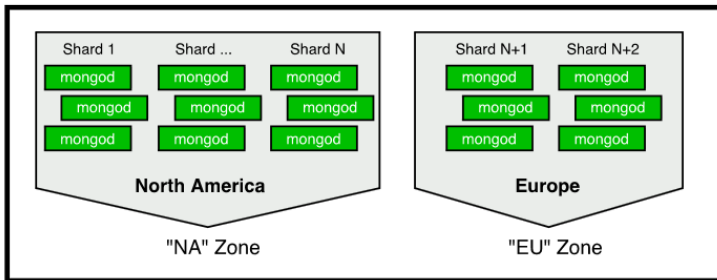 Shard 1 Shard ... Shard N
mongod mongod mongod
mongod mongod mongod
mongod mongod mongod
North America
"NA" Zone
Shard N+1 Shard N+2
mongod mongod
mongod mongod
mongod mongod
Europe
"EU" Zone